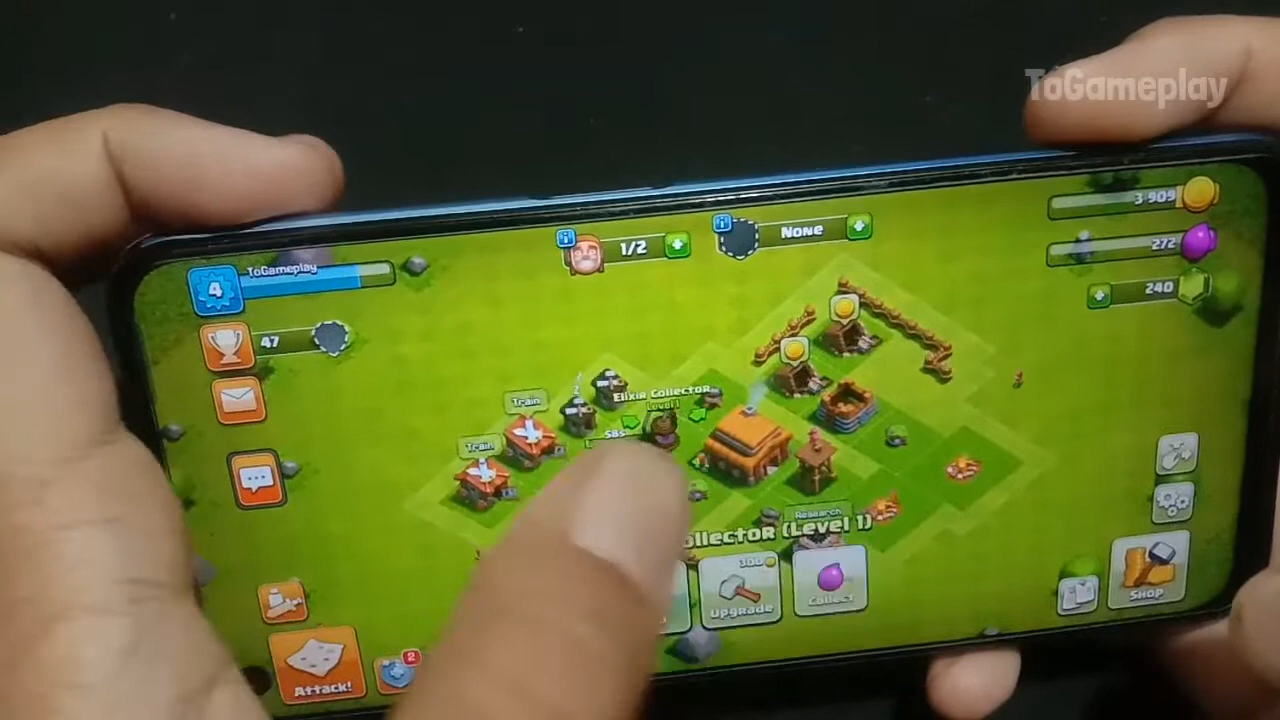 ToGameplay
3 909
1/2
None
ToGameplay
4
272
240
47
Elixir Collector
Level 1
Train
Train
Research
ollector (Level 1)
300
Upgrade
Collect
Shop
Attack!
2